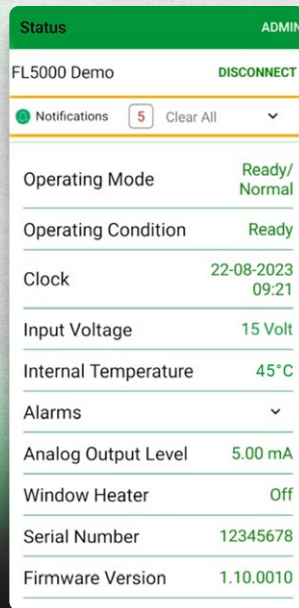 Status ADMIN
FL5000 Demo DISCONNECT
Notifications 5 Clear All
Operating Mode Ready/
Normal
Operating Condition Ready
Clock 22-08-2023
09:21
Input Voltage 15 Volt
Internal Temperature 45°C
Alarms
Analog Output Level 5.00 mA
Window Heater Off
Serial Number 12345678
Firmware Version 1.10.0010